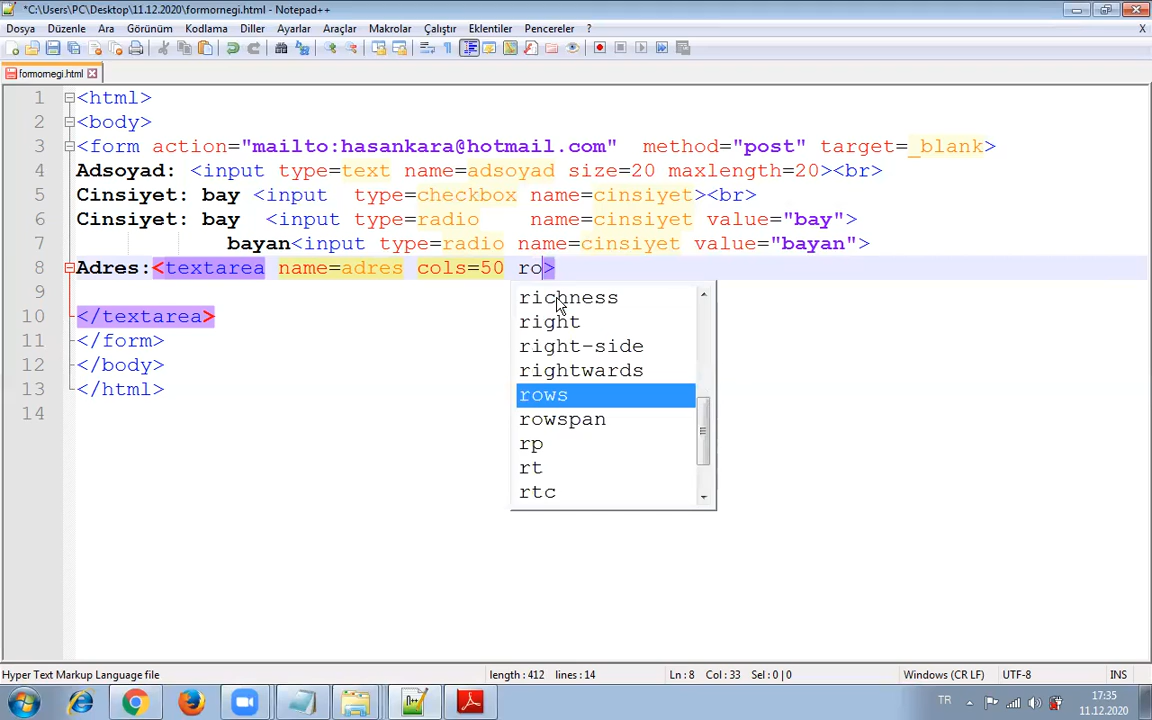 *C:\Users\PC\Desktop\11.12.2020\formornegi.html - Notepad++
Dosya Düzenle Ara Görünüm Kodlama Diller Ayarlar Araçlar Makrolar Çalıştır Eklentiler Pencereler ? X
formornegi.html
1 <html>
2 <body>
3 <form action="mailto:hasankara@hotmail.com" method="post" target=_blank>
4 Adsoyad: <input type=text name=adsoyad size=20 maxlength=20><br>
5 Cinsiyet: bay <input type=checkbox name=cinsiyet><br>
6 Cinsiyet: bay <input type=radio name=cinsiyet value="bay">
7 bayan<input type=radio name=cinsiyet value="bayan">
8 Adres:<textarea name=adres cols=50 ro>
9
10 </textarea>
11 </form>
12 </body>
13 </html>
14
richness
right
right-side
rightwards
rows
rowspan
rp
rt
rtc
Hyper Text Markup Language file length : 412 lines : 14 Ln : 8 Col : 33 Sel : 0 | 0 Windows (CR LF) UTF-8 INS
TR 17:35
11.12.2020